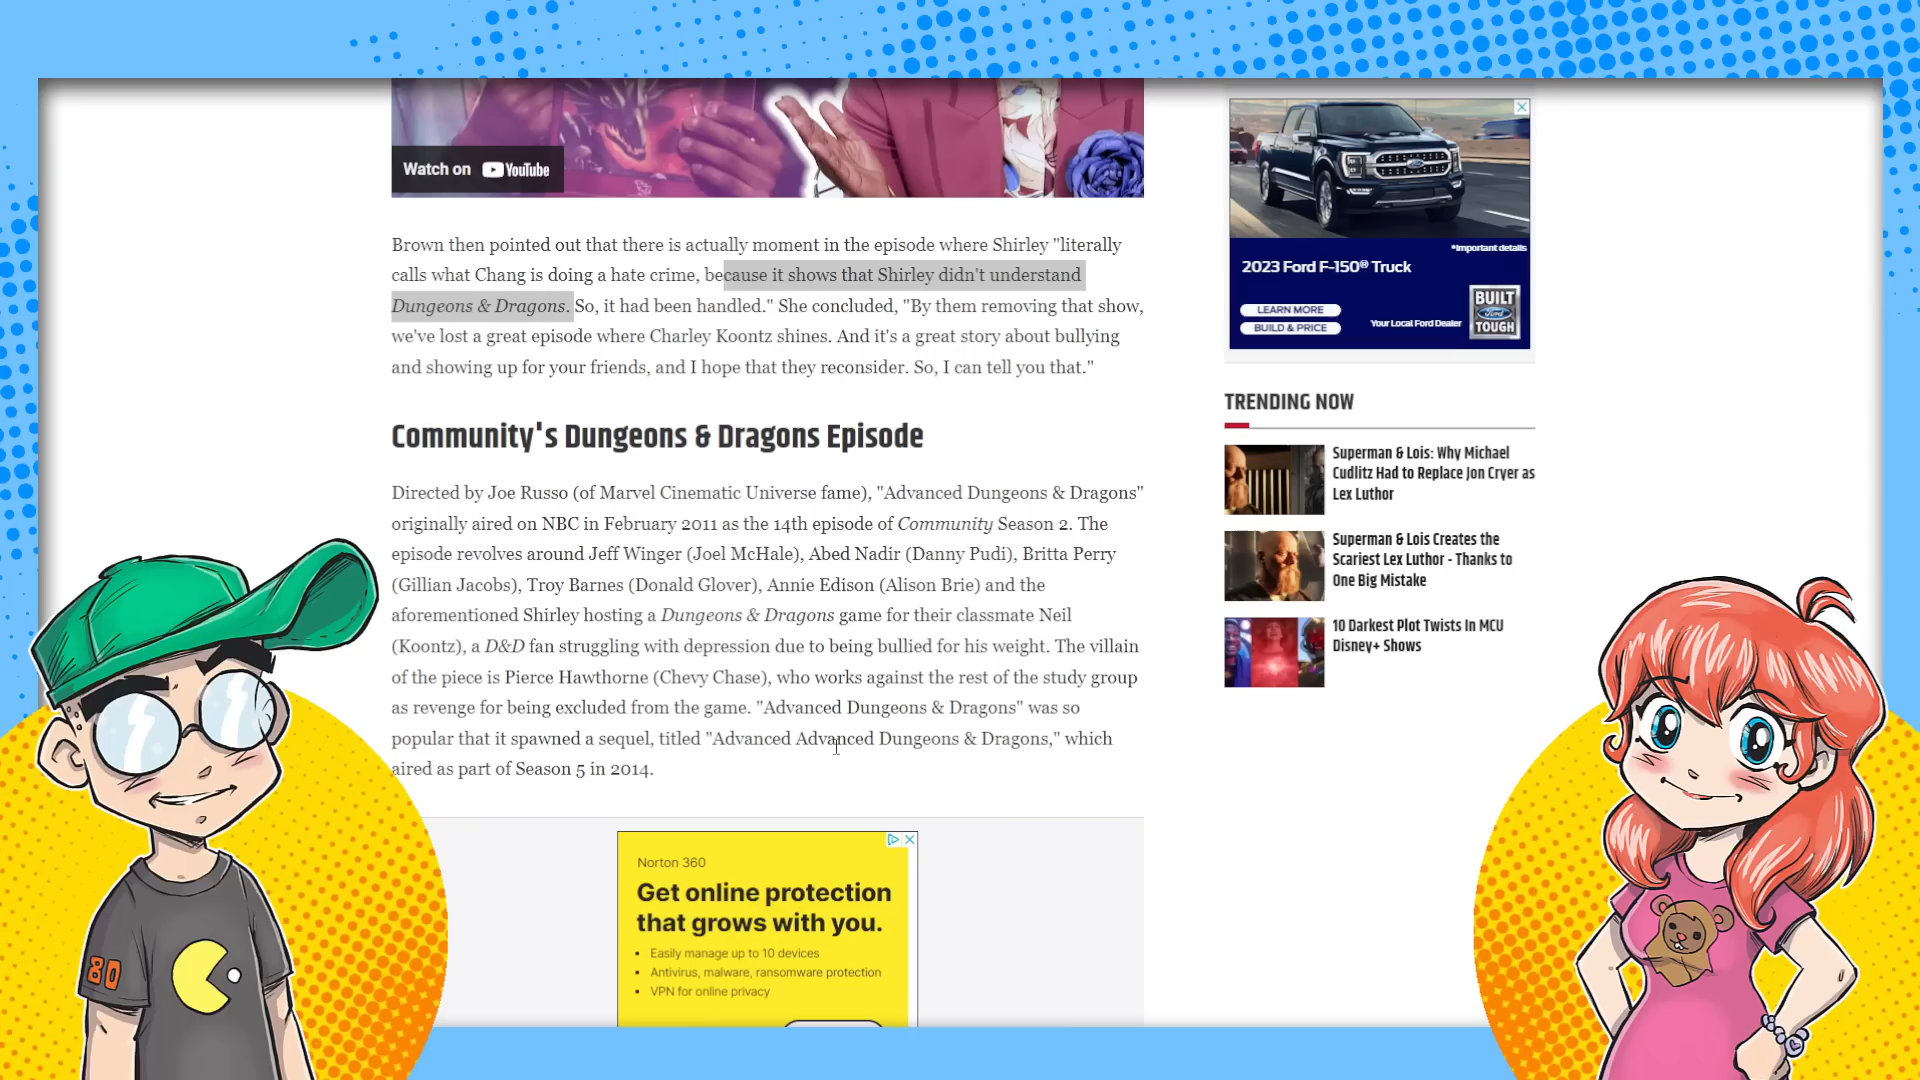 Watch on YouTube
Brown then pointed out that there is actually moment in the episode where Shirley "literally
calls what Chang is doing a hate crime, because it shows that Shirley didn't understand
Dungeons & Dragons. So, it had been handled." She concluded, "By them removing that show,
we've lost a great episode where Charley Koontz shines. And it's a great story about bullying
and showing up for your friends, and I hope that they reconsider. So, I can tell you that."
Community's Dungeons & Dragons Episode
Directed by Joe Russo (of Marvel Cinematic Universe fame), "Advanced Dungeons & Dragons"
originally aired on NBC in February 2011 as the 14th episode of Community Season 2. The
episode revolves around Jeff Winger (Joel McHale), Abed Nadir (Danny Pudi), Britta Perry
(Gillian Jacobs), Troy Barnes (Donald Glover), Annie Edison (Alison Brie) and the
aforementioned Shirley hosting a Dungeons & Dragons game for their classmate Neil
(Koontz), a D&D fan struggling with depression due to being bullied for his weight. The villain
of the piece is Pierce Hawthorne (Chevy Chase), who works against the rest of the study group
as revenge for being excluded from the game. "Advanced Dungeons & Dragons" was so
popular that it spawned a sequel, titled "Advanced Advanced Dungeons & Dragons," which
aired as part of Season 5 in 2014.
Norton 360
Get online protection
that grows with you.
• Easily manage up to 10 devices
• Antivirus, malware, ransomware protection
• VPN for online privacy
*Important details
2023 Ford F-150® Truck
LEARN MORE
BUILD & PRICE
Your Local Ford Dealer
BUILT
Ford
TOUGH
TRENDING NOW
Superman & Lois: Why Michael
Cudlitz Had to Replace Jon Cryer as
Lex Luthor
Superman & Lois Creates the
Scariest Lex Luthor - Thanks to
One Big Mistake
10 Darkest Plot Twists In MCU
Disney+ Shows
80